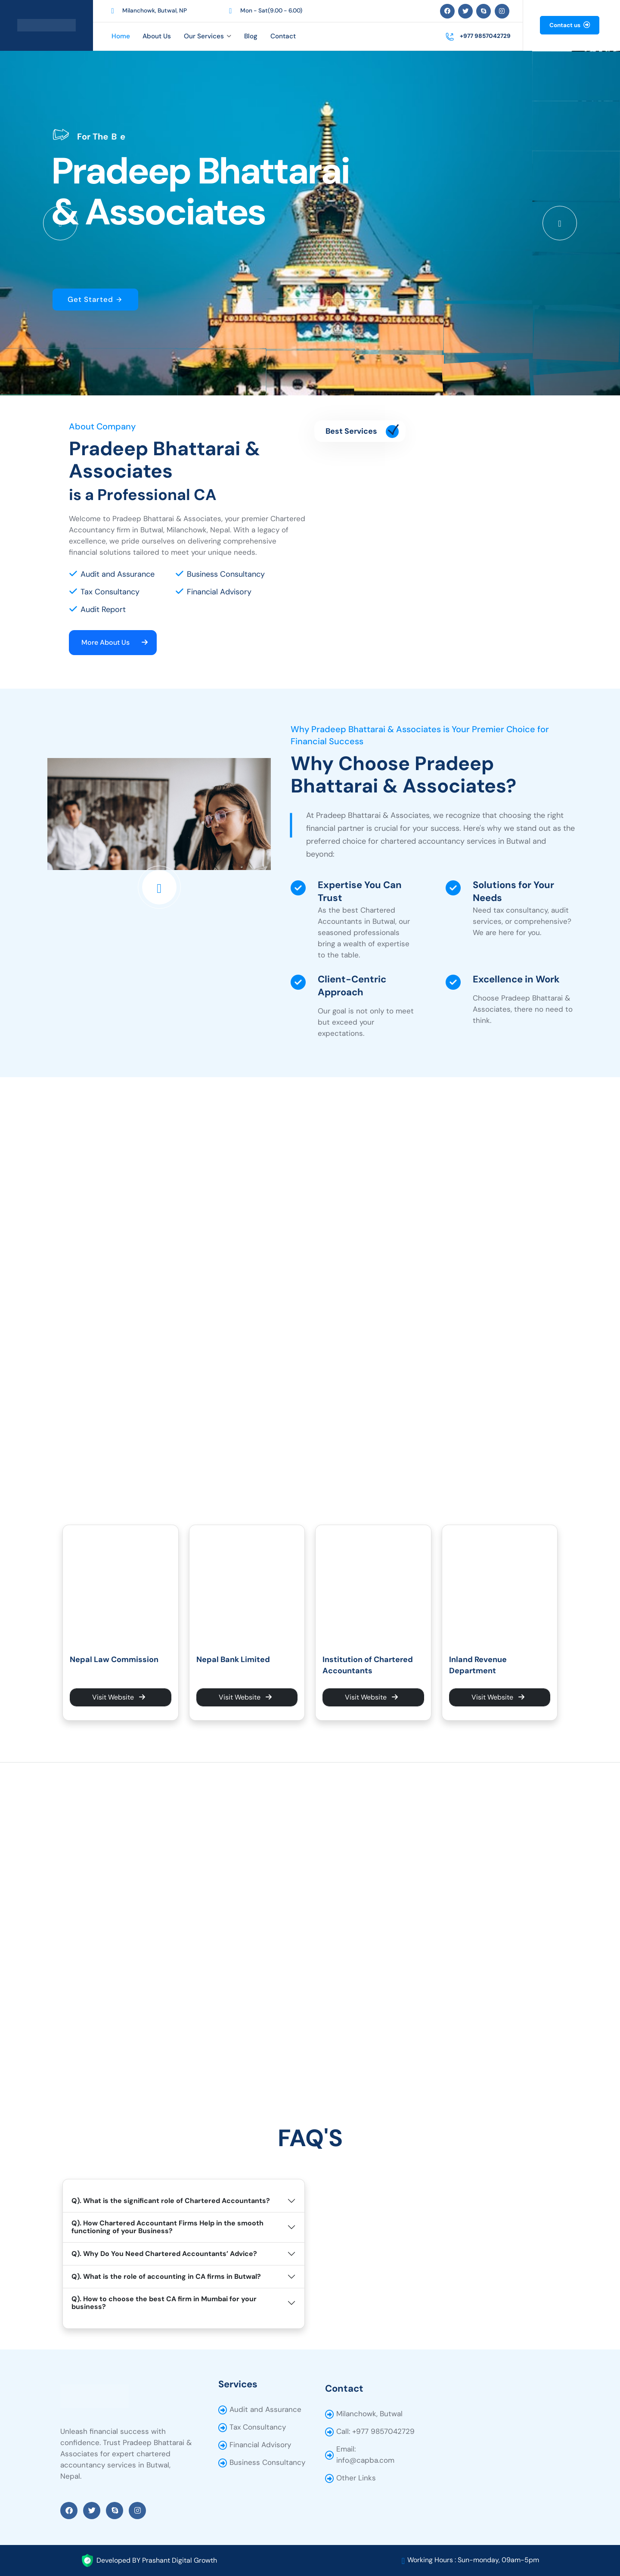 Milanchowk, Butwal, NP
Mon - Sat(9.00 - 6.00)
Contact us
Home
About Us
Our Services
Blog
Contact
+977 9857042729
For The B e
Pradeep Bhattarai
& Associates
Get Started
About Company
Pradeep Bhattarai &
Associates
is a Professional CA
Welcome to Pradeep Bhattarai & Associates, your premier Chartered
Accountancy firm in Butwal, Milanchowk, Nepal. With a legacy of
excellence, we pride ourselves on delivering comprehensive
financial solutions tailored to meet your unique needs.
Audit and Assurance
Business Consultancy
Tax Consultancy
Financial Advisory
Audit Report
More About Us
Best Services
Why Pradeep Bhattarai & Associates is Your Premier Choice for
Financial Success
Why Choose Pradeep
Bhattarai & Associates?
At Pradeep Bhattarai & Associates, we recognize that choosing the right
financial partner is crucial for your success. Here's why we stand out as the
preferred choice for chartered accountancy services in Butwal and
beyond:
Expertise You Can
Trust
As the best Chartered
Accountants in Butwal, our
seasoned professionals
bring a wealth of expertise
to the table.
Solutions for Your
Needs
Need tax consultancy, audit
services, or comprehensive?
We are here for you.
Client-Centric
Approach
Our goal is not only to meet
but exceed your
expectations.
Excellence in Work
Choose Pradeep Bhattarai &
Associates, there no need to
think.
Nepal Law Commission
Visit Website
Nepal Bank Limited
Visit Website
Institution of Chartered
Accountants
Visit Website
Inland Revenue
Department
Visit Website
FAQ'S
Q). What is the significant role of Chartered Accountants?
Q). How Chartered Accountant Firms Help in the smooth
functioning of your Business?
Q). Why Do You Need Chartered Accountants' Advice?
Q). What is the role of accounting in CA firms in Butwal?
Q). How to choose the best CA firm in Mumbai for your
business?
Unleash financial success with
confidence. Trust Pradeep Bhattarai &
Associates for expert chartered
accountancy services in Butwal,
Nepal.
Services
Audit and Assurance
Tax Consultancy
Financial Advisory
Business Consultancy
Contact
Milanchowk, Butwal
Call: +977 9857042729
Email:
info@capba.com
Other Links
Developed BY Prashant Digital Growth
Working Hours : Sun-monday, 09am-5pm